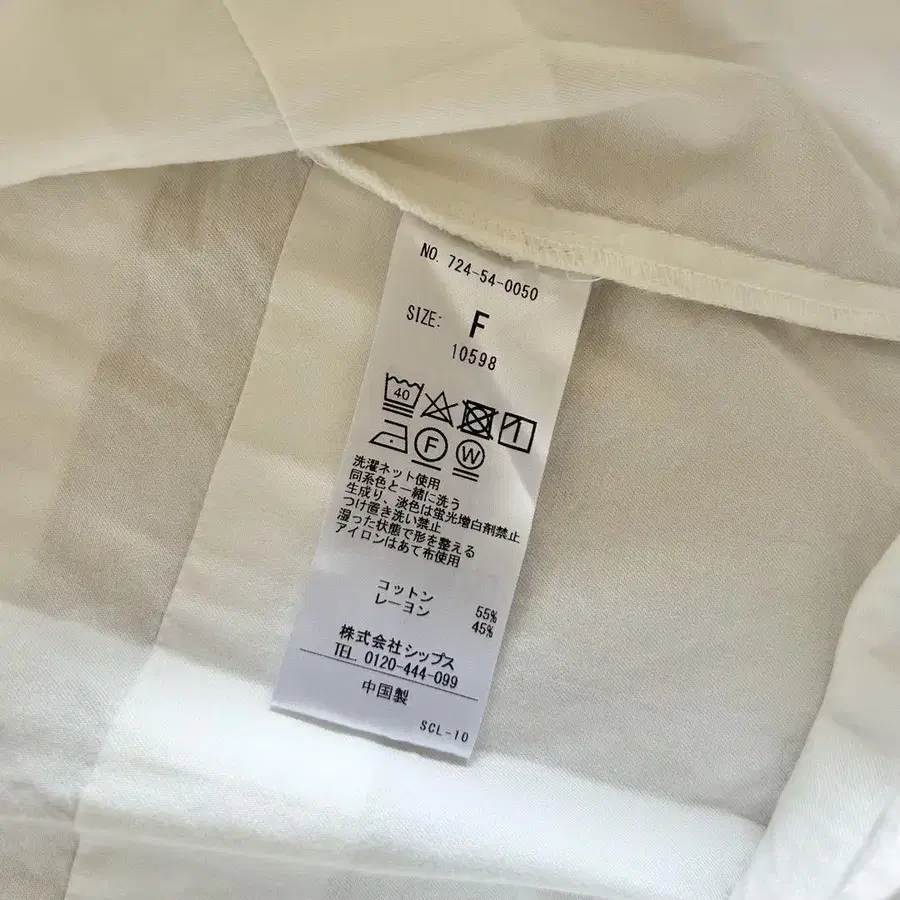 NO. 724-54-0050
SIZE: F
10598
40
F W
洗濯ネット使用
同系色と一緒に洗う
生成り、淡色は蛍光増白剤禁止
つけ置き洗い禁止
湿った状態で形を整える
アイロンはあて布使用
コットン 55%
レーヨン 45%
株式会社シップス
TEL. 0120-444-099
中国製
SCL-10